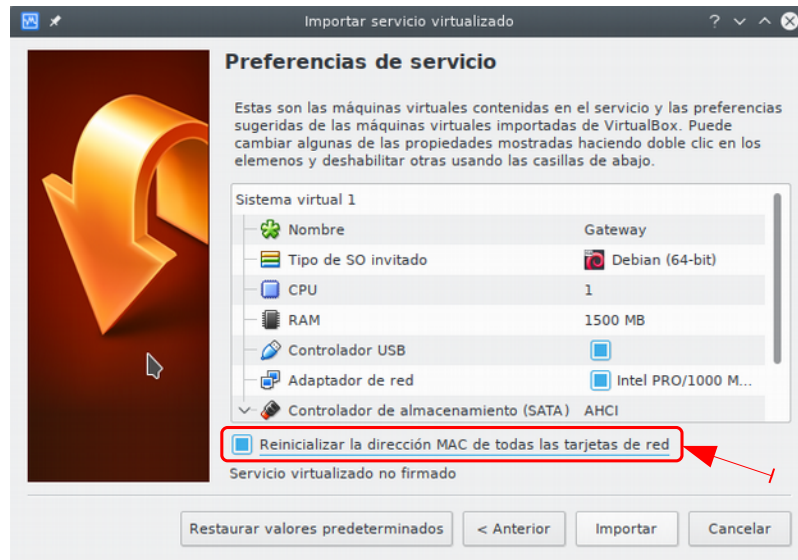 Importar servicio virtualizado
Preferencias de servicio
Estas son las máquinas virtuales contenidas en el servicio y las preferencias
sugeridas de las máquinas virtuales importadas de VirtualBox. Puede
cambiar algunas de las propiedades mostradas haciendo doble clic en los
elemenos y deshabilitar otras usando las casillas de abajo.
Sistema virtual 1
Nombre Gateway
Tipo de SO invitado Debian (64-bit)
CPU 1
RAM 1500 MB
Controlador USB
Adaptador de red Intel PRO/1000 M...
Controlador de almacenamiento (SATA) AHCI
Reinicializar la dirección MAC de todas las tarjetas de red
Servicio virtualizado no firmado
Restaurar valores predeterminados < Anterior Importar Cancelar